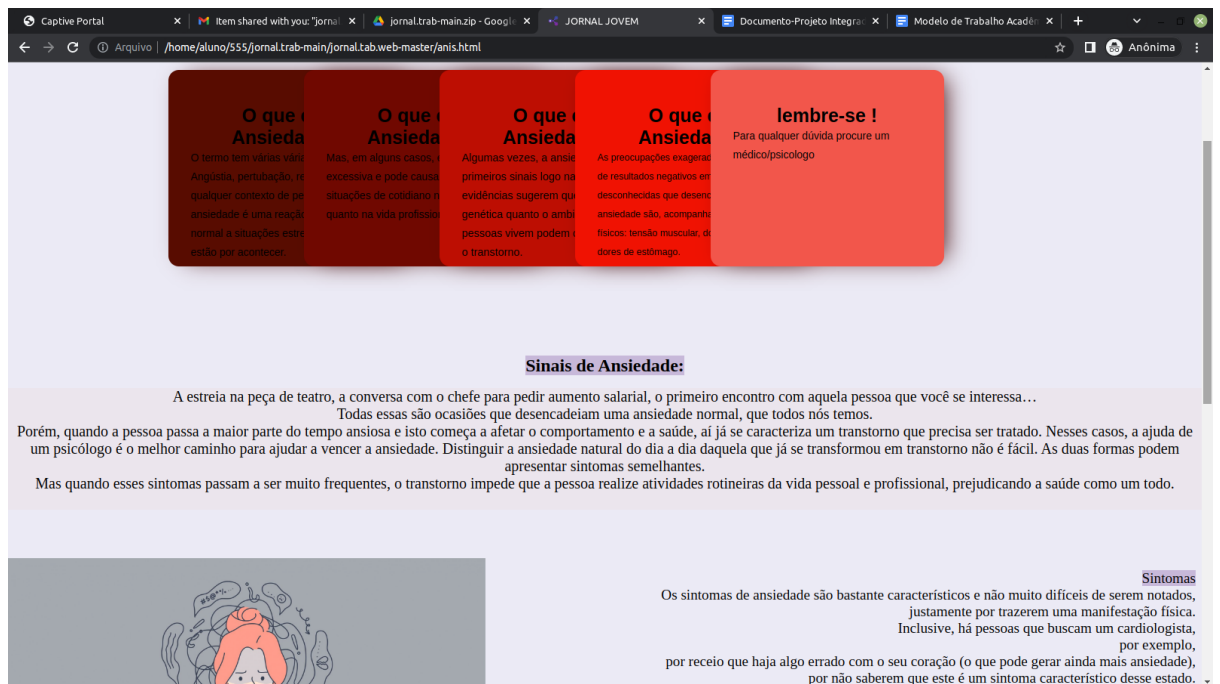 Captive Portal
Item shared with you: "jornal
jornal.trab-main.zip - Google
JORNAL JOVEM
Documento-Projeto Integrac
Modelo de Trabalho Acadêm
Arquivo
/home/aluno/555/jornal.trab-main/jornal.tab.web-master/anis.html
Anônima
O que
Ansieda
O termo tem várias
Angústia, pertubação,
qualquer contexto de
ansiedade é uma reação
normal a situações
estão por acontecer.
O que
Ansieda
Mas, em alguns casos,
excessiva e pode causa
situações de cotidiano
quanto na vida
O que
Ansieda
Algumas vezes, a
primeiros sinais logo na
evidências sugerem
genética quanto o
pessoas vivem podem
o transtorno.
O que
Ansieda
As preocupações
de resultados negativos em
desconhecidas que
ansiedade são,
físicos: tensão muscular,
dores de estômago.
lembre-se !
Para qualquer dúvida procure um
médico/psicologo
Sinais de Ansiedade:
A estreia na peça de teatro, a conversa com o chefe para pedir aumento salarial, o primeiro encontro com aquela pessoa que você se interessa…
Todas essas são ocasiões que desencadeiam uma ansiedade normal, que todos nós temos.
Porém, quando a pessoa passa a maior parte do tempo ansiosa e isto começa a afetar o comportamento e a saúde, aí já se caracteriza um transtorno que precisa ser tratado. Nesses casos, a ajuda de
um psicólogo é o melhor caminho para ajudar a vencer a ansiedade. Distinguir a ansiedade natural do dia a dia daquela que já se transformou em transtorno não é fácil. As duas formas podem
apresentar sintomas semelhantes.
Mas quando esses sintomas passam a ser muito frequentes, o transtorno impede que a pessoa realize atividades rotineiras da vida pessoal e profissional, prejudicando a saúde como um todo.
#$@*%
Sintomas
Os sintomas de ansiedade são bastante característicos e não muito difíceis de serem notados,
justamente por trazerem uma manifestação física.
Inclusive, há pessoas que buscam um cardiologista,
por exemplo,
por receio que haja algo errado com o seu coração (o que pode gerar ainda mais ansiedade),
por não saberem que este é um sintoma característico desse estado.